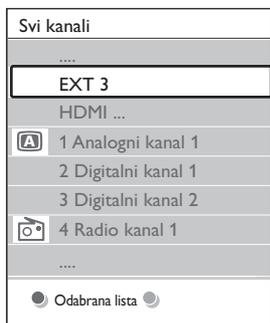 Svi kanali
....
EXT 3
HDMI ...
A 1 Analogni kanal 1
2 Digitalni kanal 1
3 Digitalni kanal 2
4 Radio kanal 1
....
Odabrana lista